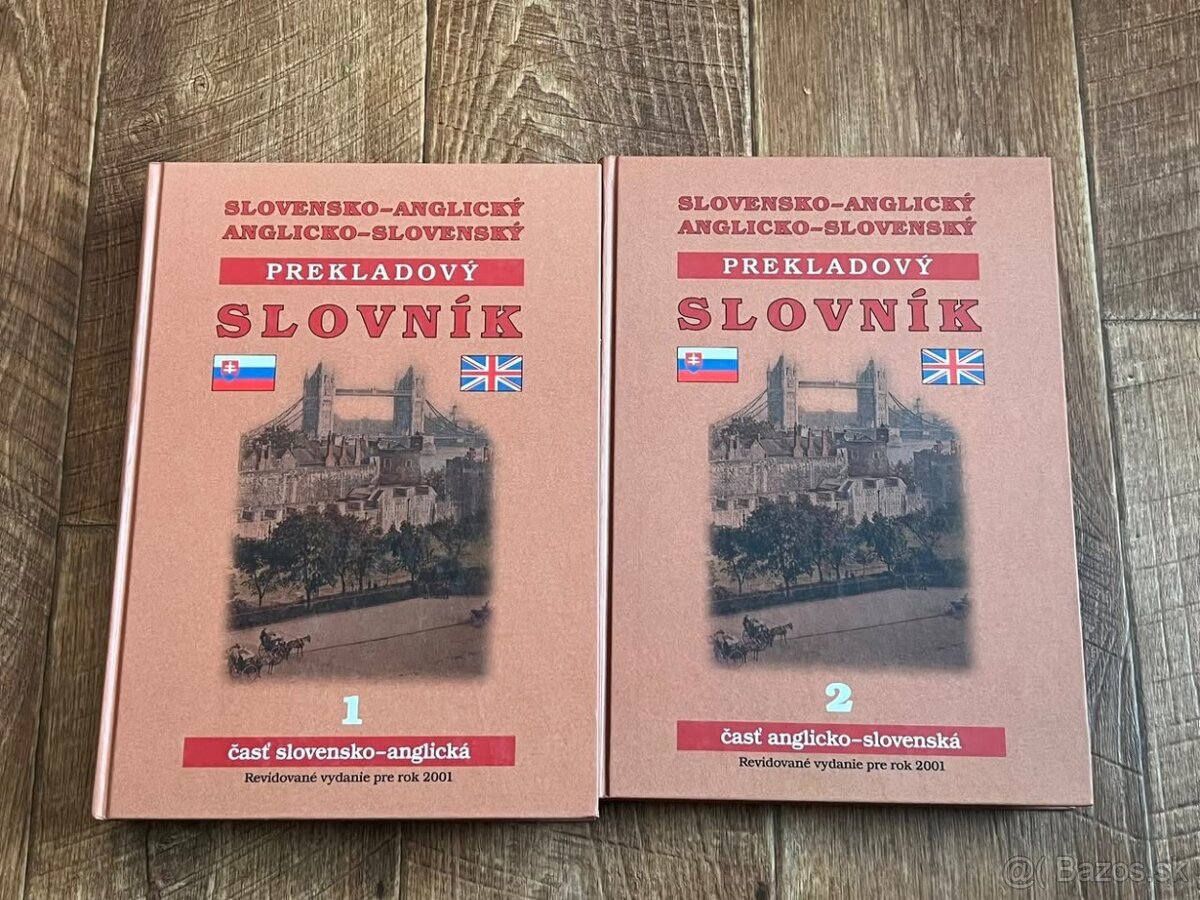 SLOVENSKO-ANGLICKÝ
ANGLICKO-SLOVENSKÝ
PREKLADOVÝ
SLOVNÍK
1
časť slovensko-anglická
Revidované vydanie pre rok 2001
SLOVENSKO-ANGLICKÝ
ANGLICKO-SLOVENSKÝ
PREKLADOVÝ
SLOVNÍK
2
časť anglicko-slovenská
Revidované vydanie pre rok 2001
@( Bazos.sk